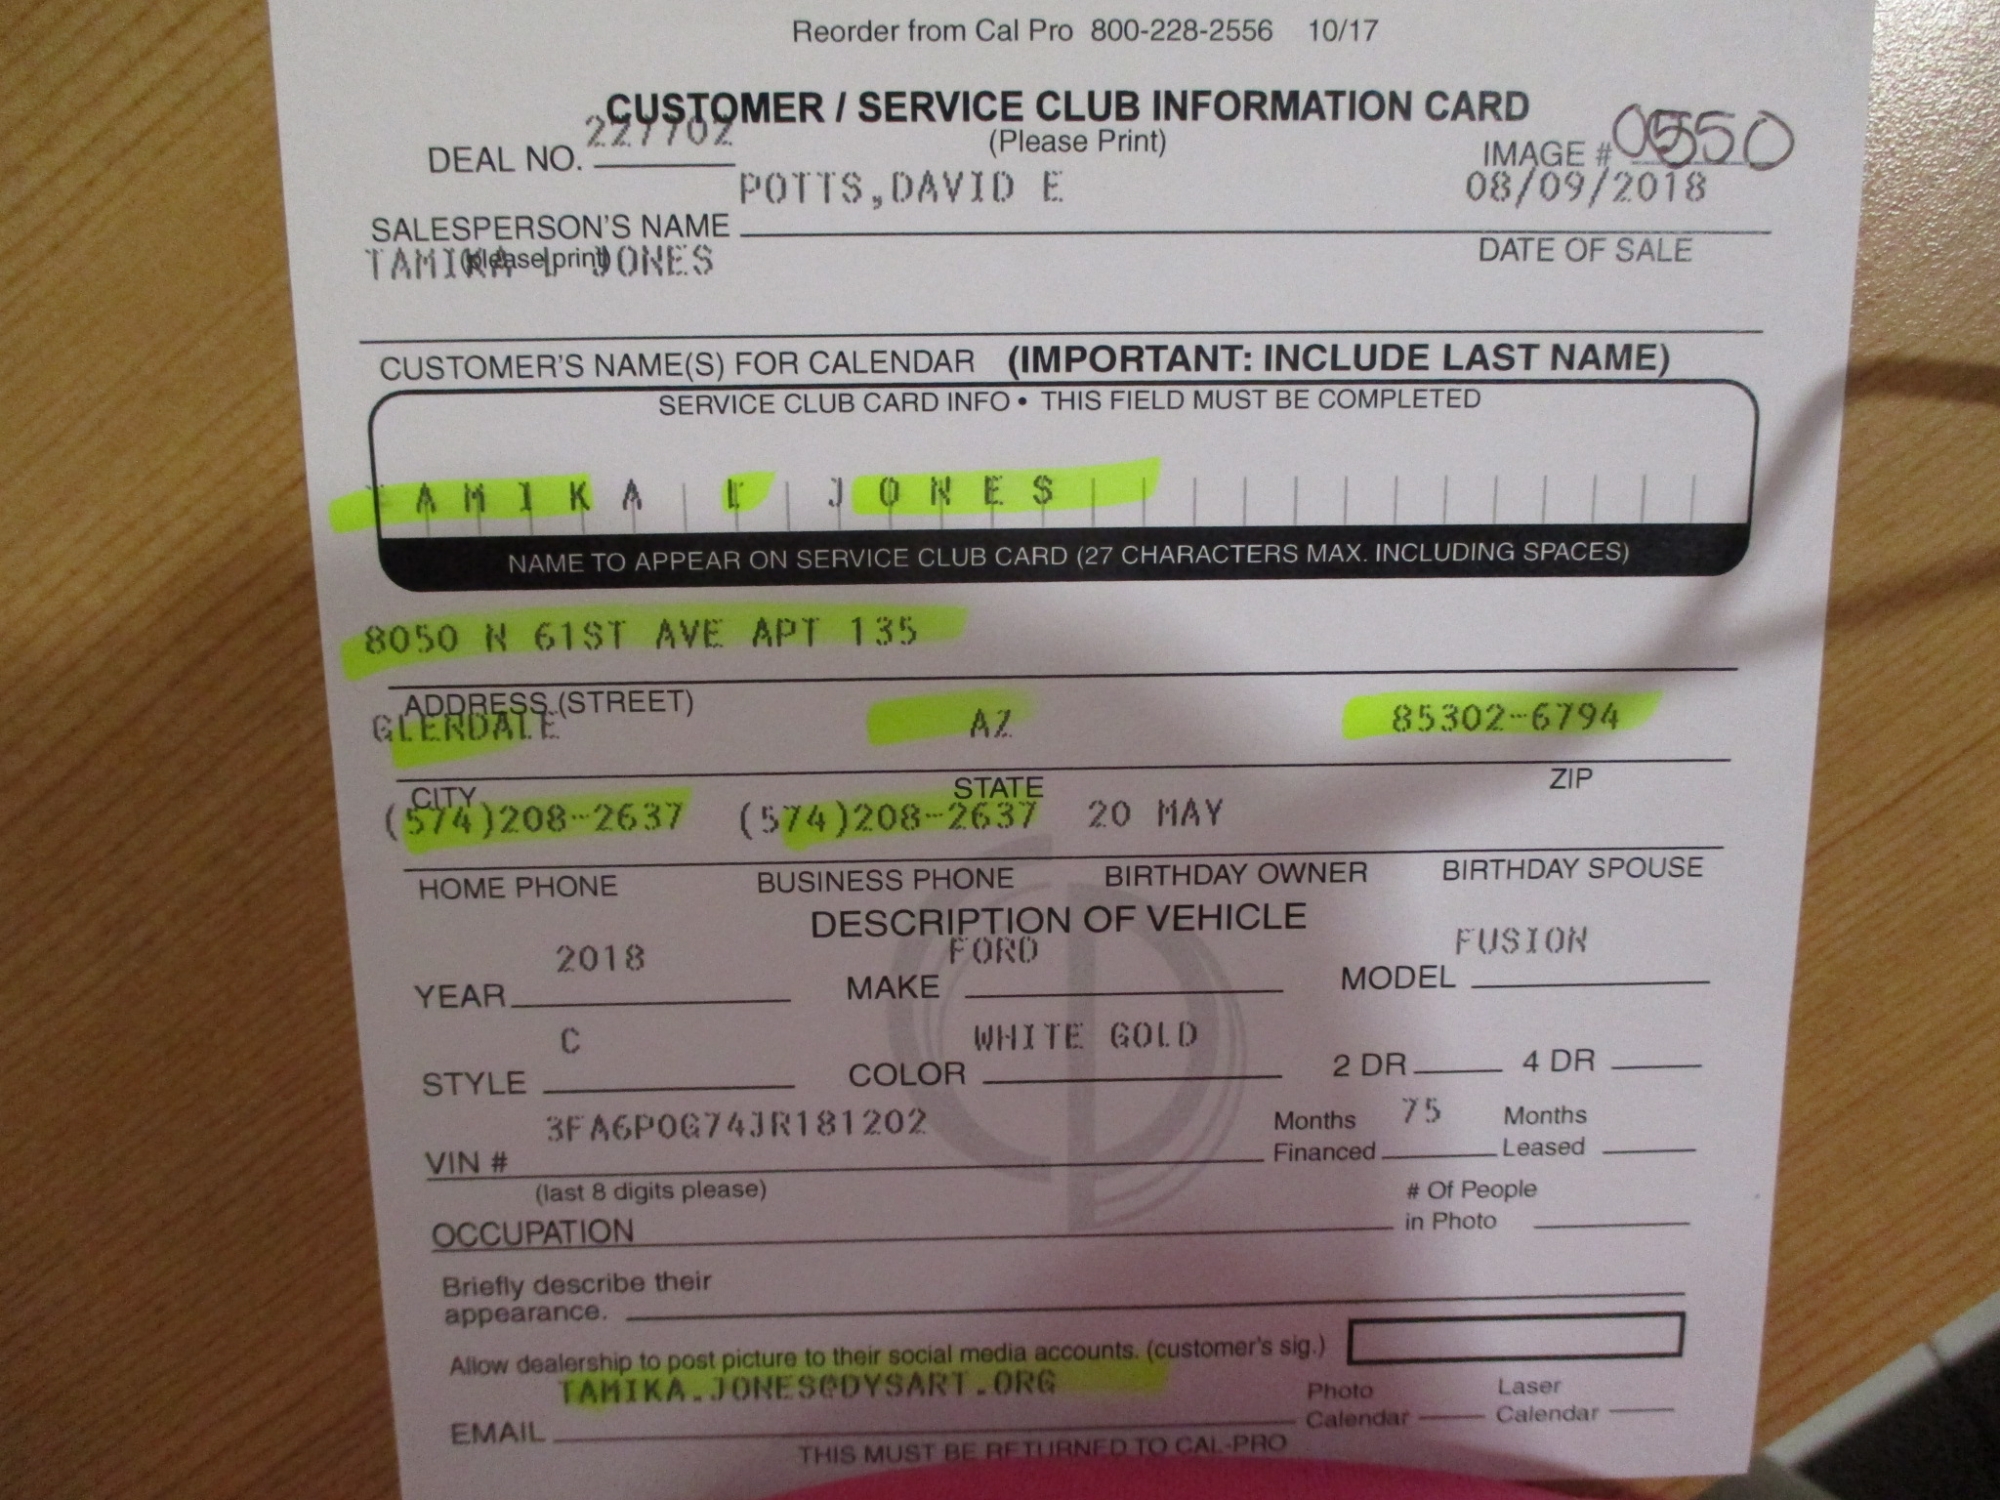 Reorder from Cal Pro 800-228-2556 10/17
CUSTOMER / SERVICE CLUB INFORMATION CARD
(Please Print)
DEAL NO. 227702
IMAGE # 0550
POTTS,DAVID E 08/09/2018
SALESPERSON'S NAME
(please print)
DATE OF SALE
TAMIKA L JONES
CUSTOMER'S NAME(S) FOR CALENDAR (IMPORTANT: INCLUDE LAST NAME)
SERVICE CLUB CARD INFO • THIS FIELD MUST BE COMPLETED
TAMIKA L JONES
NAME TO APPEAR ON SERVICE CLUB CARD (27 CHARACTERS MAX. INCLUDING SPACES)
8050 N 61ST AVE APT 135
ADDRESS (STREET)
GLENDALE AZ 85302-6794
CITY STATE ZIP
(574)208-2637 (574)208-2637 20 MAY
HOME PHONE BUSINESS PHONE BIRTHDAY OWNER BIRTHDAY SPOUSE
DESCRIPTION OF VEHICLE
YEAR 2018 MAKE FORD MODEL FUSION
STYLE C COLOR WHITE GOLD 2 DR 4 DR
VIN # 3FA6P0G74JR181202 Months Financed 75 Months Leased
(last 8 digits please)
OCCUPATION # Of People in Photo
Briefly describe their
appearance.
Allow dealership to post picture to their social media accounts. (customer's sig.)
EMAIL TAMIKA.JONES@DYSART.ORG Photo Calendar Laser Calendar
THIS MUST BE RETURNED TO CAL-PRO